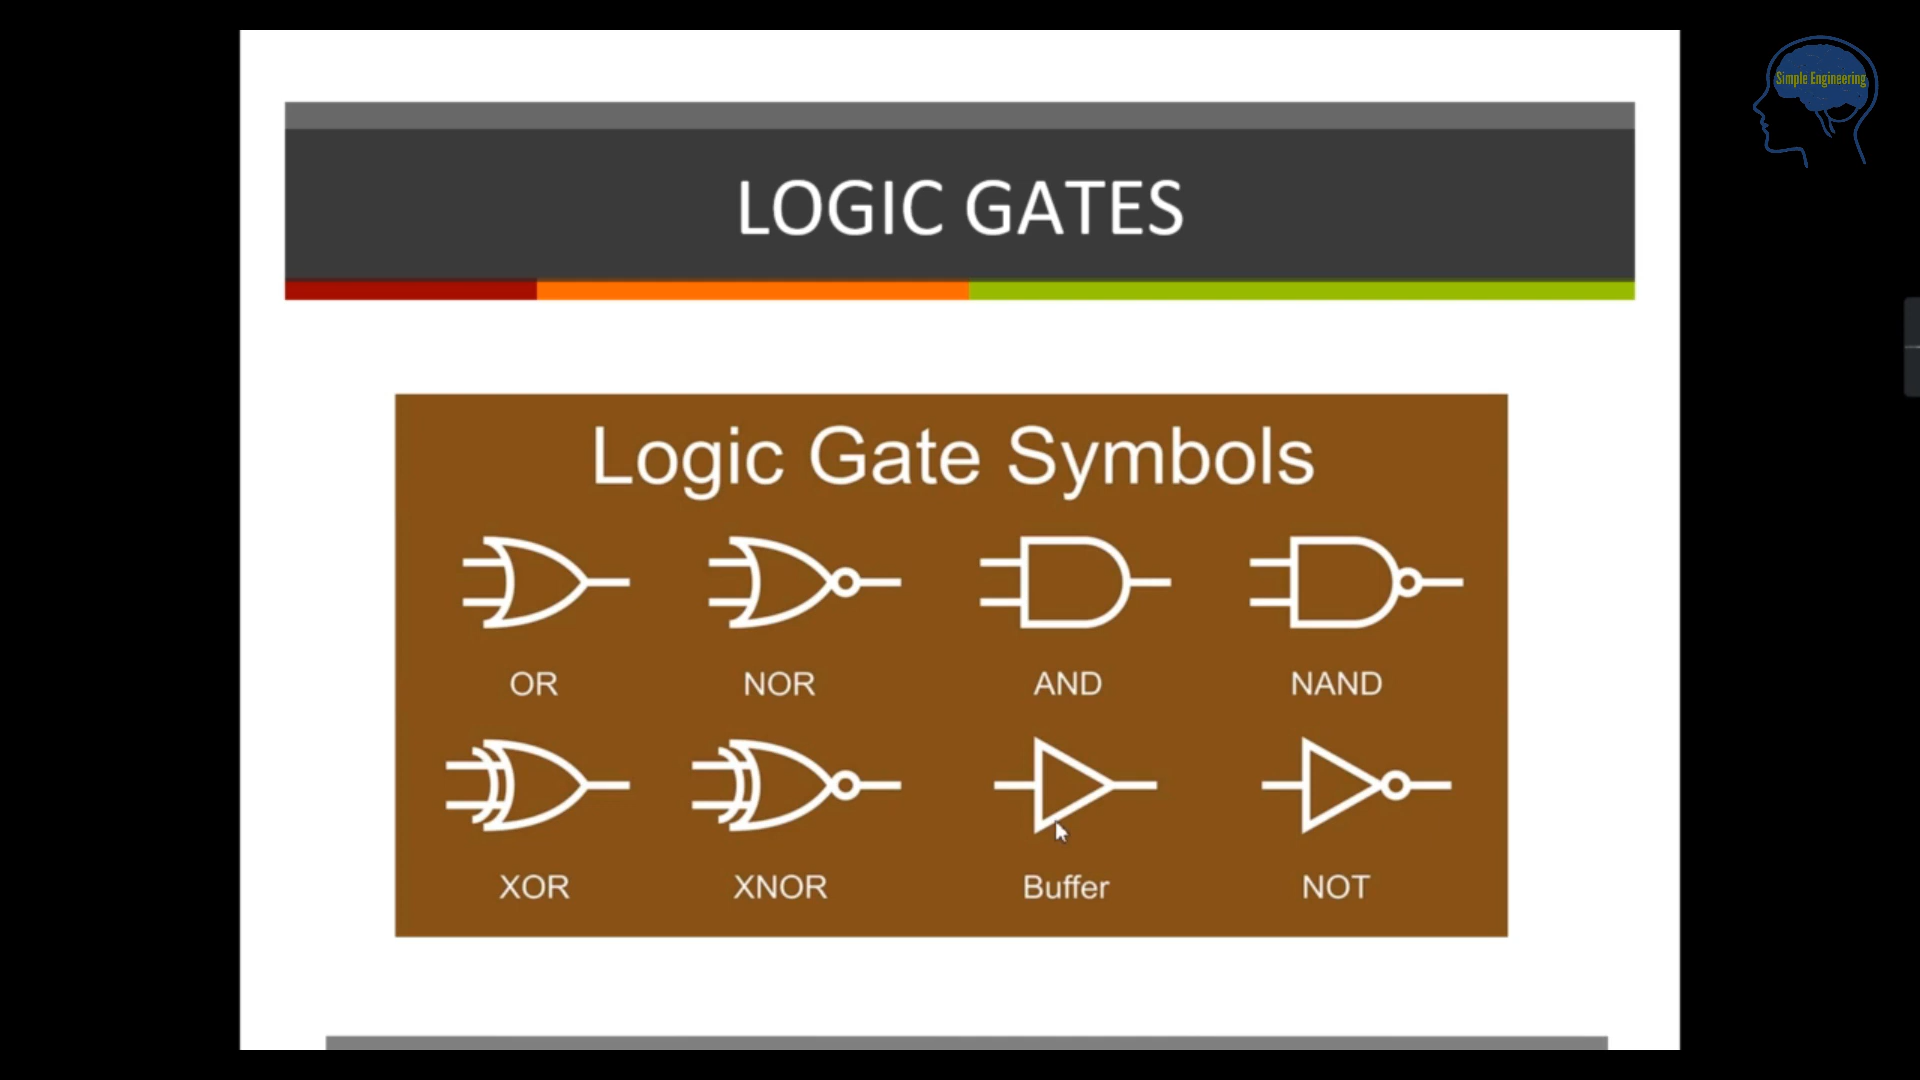 Simple Engineering
LOGIC GATES
Logic Gate Symbols
OR NOR AND NAND
XOR XNOR Buffer NOT